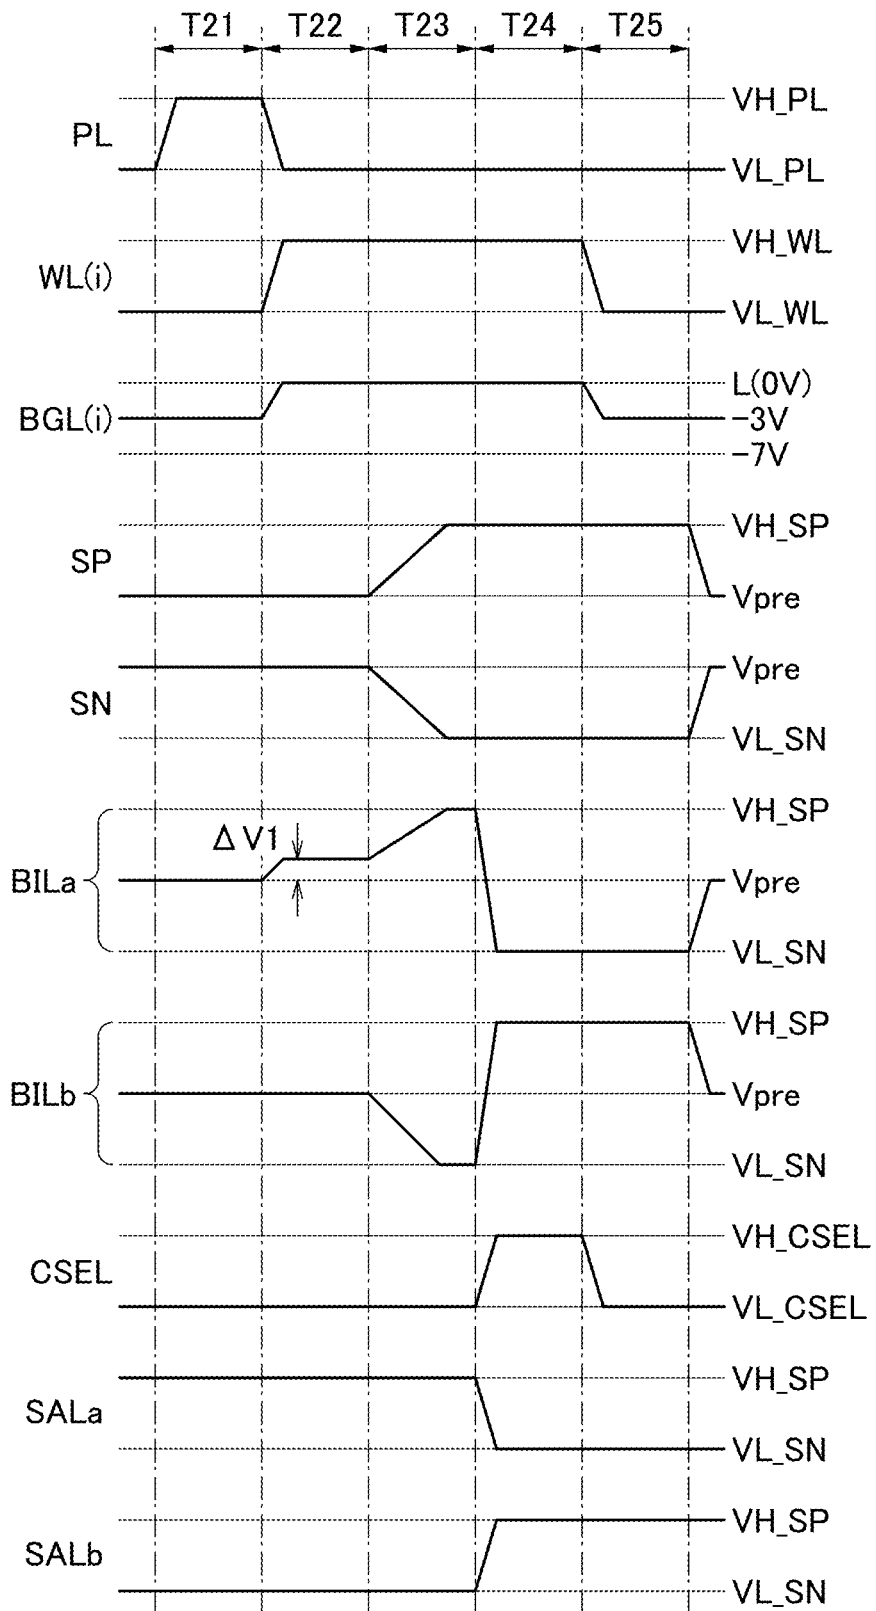 T21 T22 T23 T24 T25
PL
VH_PL
VL_PL
WL(i)
VH_WL
VL_WL
BGL(i)
L(0V)
−3V
−7V
SP
VH_SP
Vpre
SN
Vpre
VL_SN
BILa
Δ V1
VH_SP
Vpre
VL_SN
BILb
VH_SP
Vpre
VL_SN
CSEL
VH_CSEL
VL_CSEL
SALa
VH_SP
VL_SN
SALb
VH_SP
VL_SN